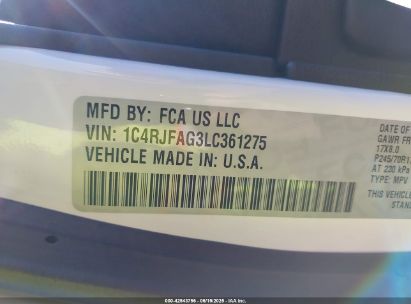 MFD BY: FCA US LLC
VIN: 1C4RJFAG3LC361275
VEHICLE MADE IN: U.S.A.
DATE OF
GAWR FR
17X8.0
P245/70R1
AT 230 kPa
TYPE: MPV
THIS VEHICL
STAN